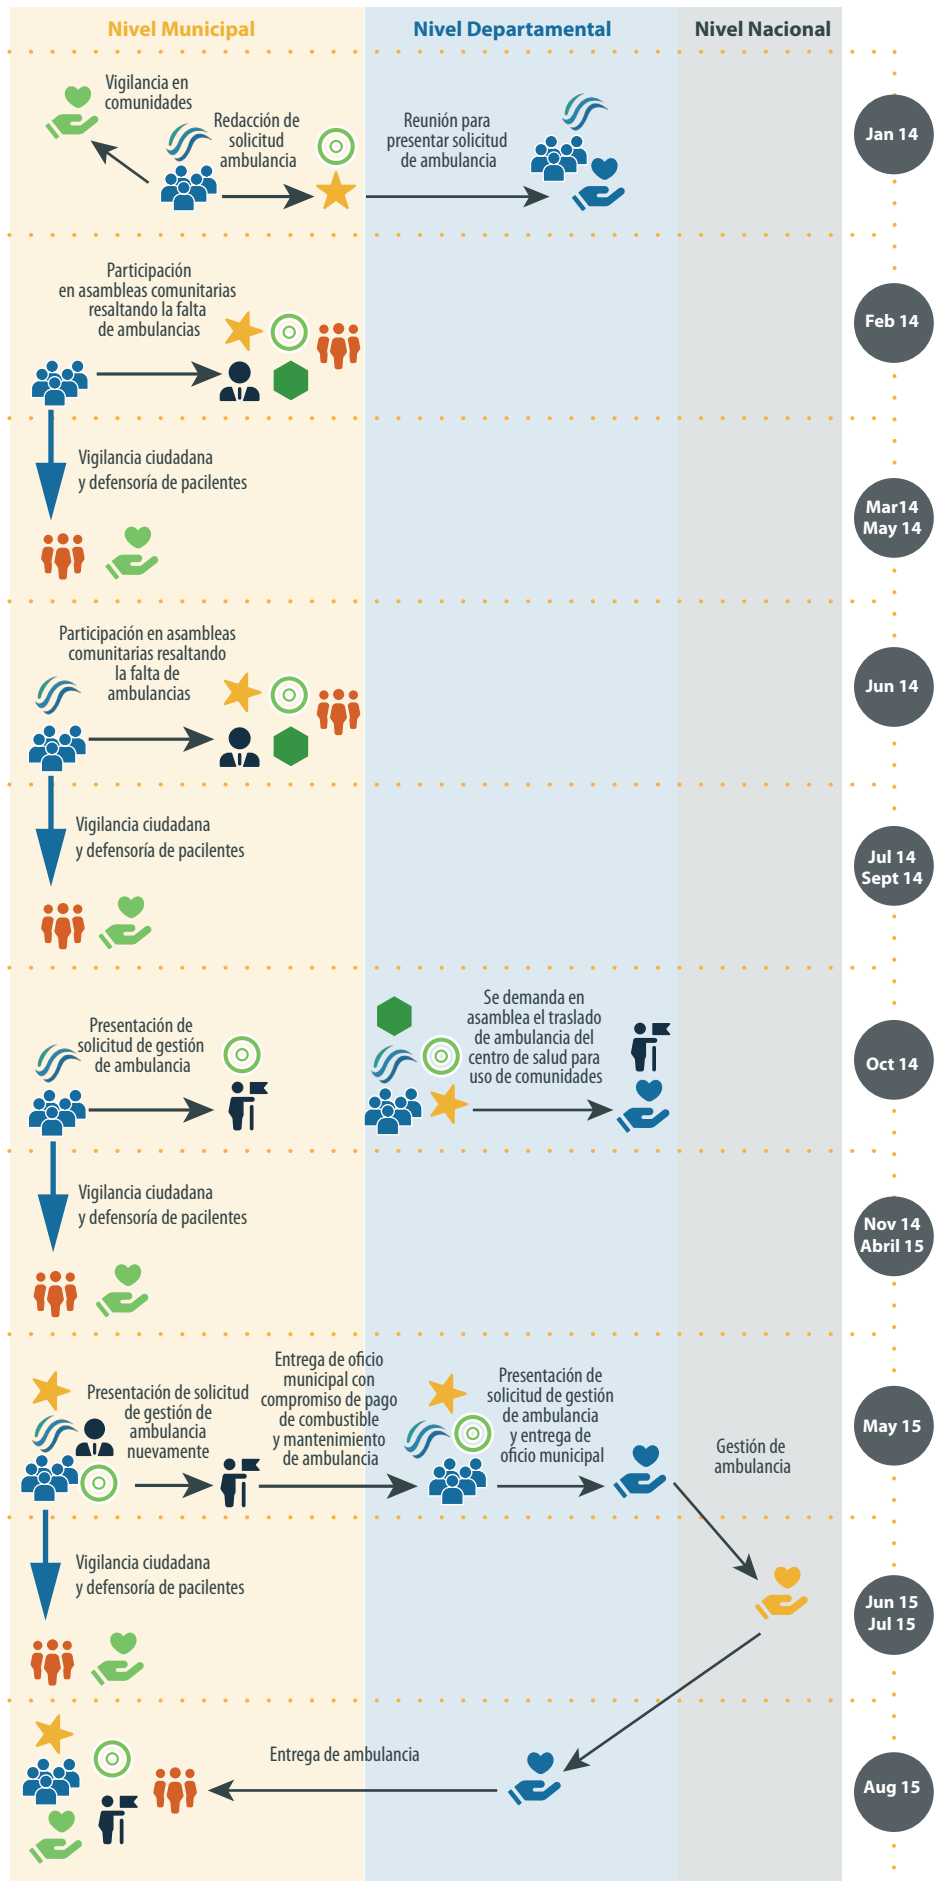 Nivel Municipal
Nivel Departamental
Nivel Nacional
Vigilancia en
comunidades
Redacción de
solicitud
ambulancia
Reunión para
presentar solicitud
de ambulancia
Jan 14
Participación
en asambleas comunitarias
resaltando la falta
de ambulancias
Feb 14
Vigilancia ciudadana
y defensoría de pacilentes
Mar14
May 14
Participación en asambleas
comunitarias resaltando
la falta de
ambulancias
Jun 14
Vigilancia ciudadana
y defensoría de pacilentes
Jul 14
Sept 14
Presentación de
solicitud de gestión
de ambulancia
Se demanda en
asamblea el traslado
de ambulancia del
centro de salud para
uso de comunidades
Oct 14
Vigilancia ciudadana
y defensoría de pacilentes
Nov 14
Abril 15
Presentación de solicitud
de gestión de
ambulancia
nuevamente
Entrega de oficio
municipal con
compromiso de pago
de combustible
y mantenimiento
de ambulancia
Presentación de
solicitud de gestión
de ambulancia
y entrega de
oficio municipal
Gestión de
ambulancia
May 15
Vigilancia ciudadana
y defensoría de pacilentes
Jun 15
Jul 15
Entrega de ambulancia
Aug 15